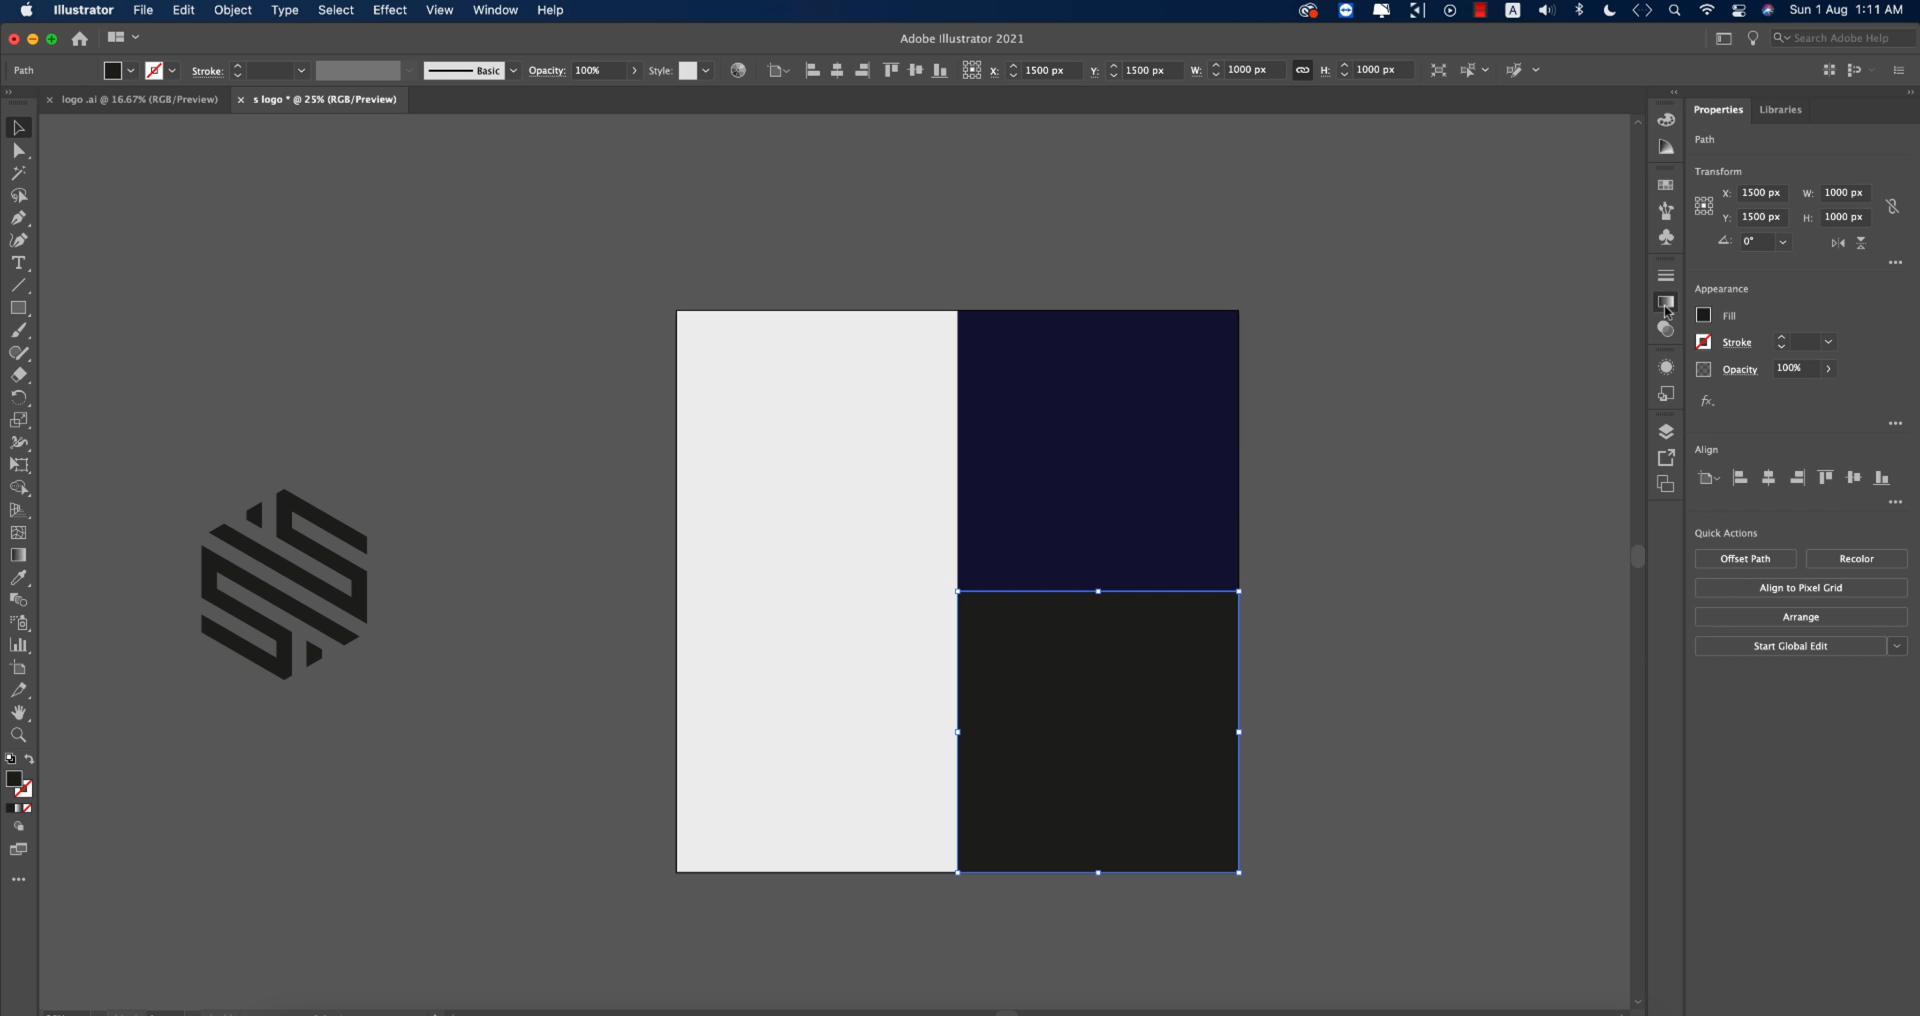 Illustrator File Edit Object Type Select Effect View Window Help
A Sun 1 Aug 1:11 AM
Adobe Illustrator 2021
Search Adobe Help
Path Stroke: Basic Opacity: 100% Style: X: 1500 px Y: 1500 px W: 1000 px H: 1000 px
× logo .ai @ 16.67% (RGB/Preview) × s logo * @ 25% (RGB/Preview)
Properties Libraries
Path
Transform
X: 1500 px W: 1000 px
Y: 1500 px H: 1000 px
0°
Appearance
Fill
Stroke
Opacity 100%
fx.
Align
Quick Actions
Offset Path Recolor
Align to Pixel Grid
Arrange
Start Global Edit